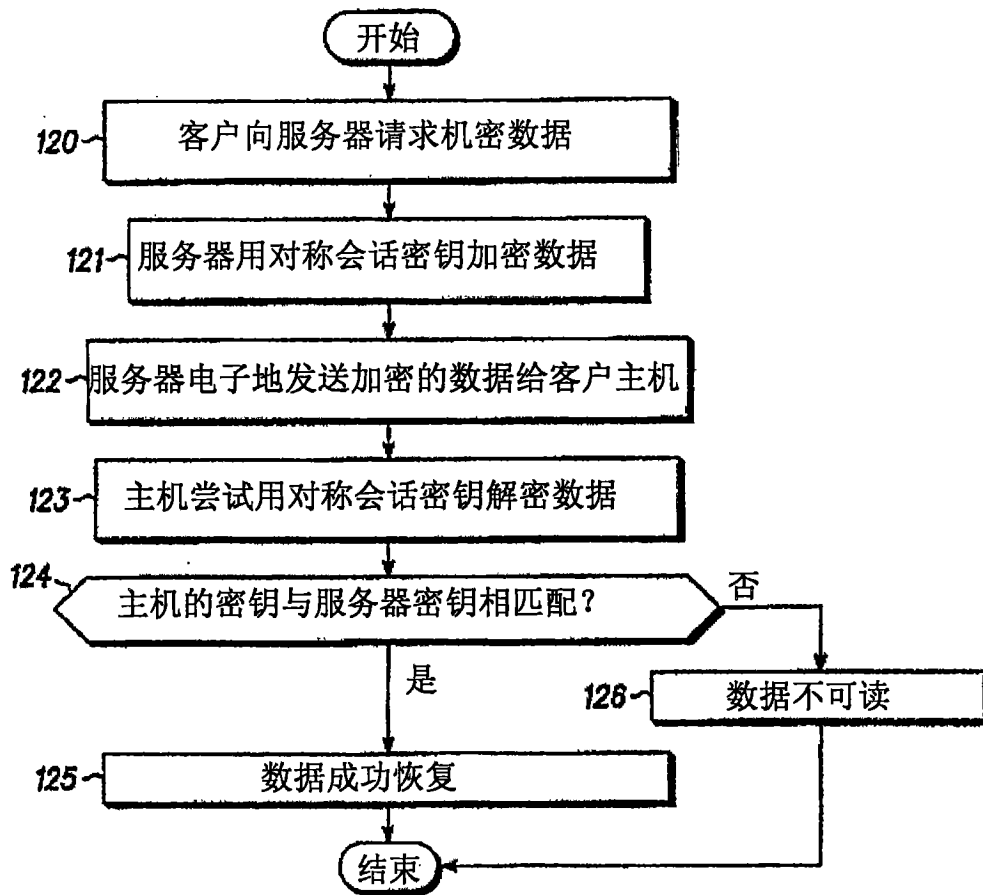 开始
120
客户向服务器请求机密数据
121
服务器用对称会话密钥加密数据
122
服务器电子地发送加密的数据给客户主机
123
主机尝试用对称会话密钥解密数据
124
主机的密钥与服务器密钥相匹配？
否
是
126
数据不可读
125
数据成功恢复
结束